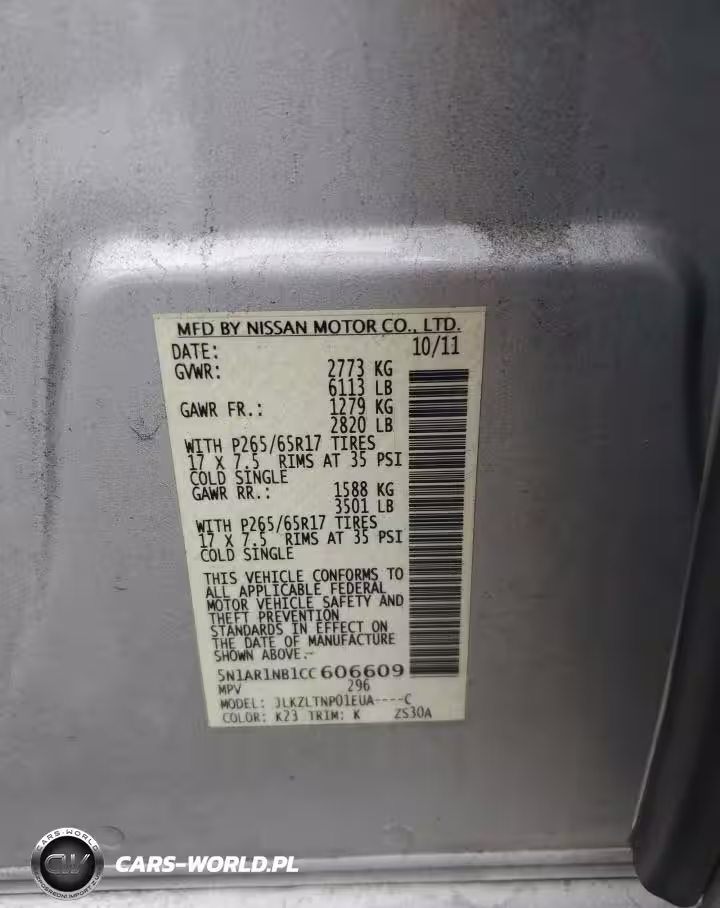 MFD BY NISSAN MOTOR CO., LTD.
DATE: 10/11
GVWR: 2773 KG
6113 LB
GAWR FR.: 1279 KG
2820 LB
WITH P265/65R17 TIRES
17 X 7.5 RIMS AT 35 PSI
COLD SINGLE
GAWR RR.: 1588 KG
3501 LB
WITH P265/65R17 TIRES
17 X 7.5 RIMS AT 35 PSI
COLD SINGLE
THIS VEHICLE CONFORMS TO
ALL APPLICABLE FEDERAL
MOTOR VEHICLE SAFETY AND
THEFT PREVENTION
STANDARDS IN EFFECT ON
THE DATE OF MANUFACTURE
SHOWN ABOVE.-
5N1AR1NB1CC606609
MPV 296
MODEL: JLKZLTNP01EUA----C
COLOR: K23 TRIM: K ZS30A
CARS-WORLD
CW
CARS-WORLD.PL